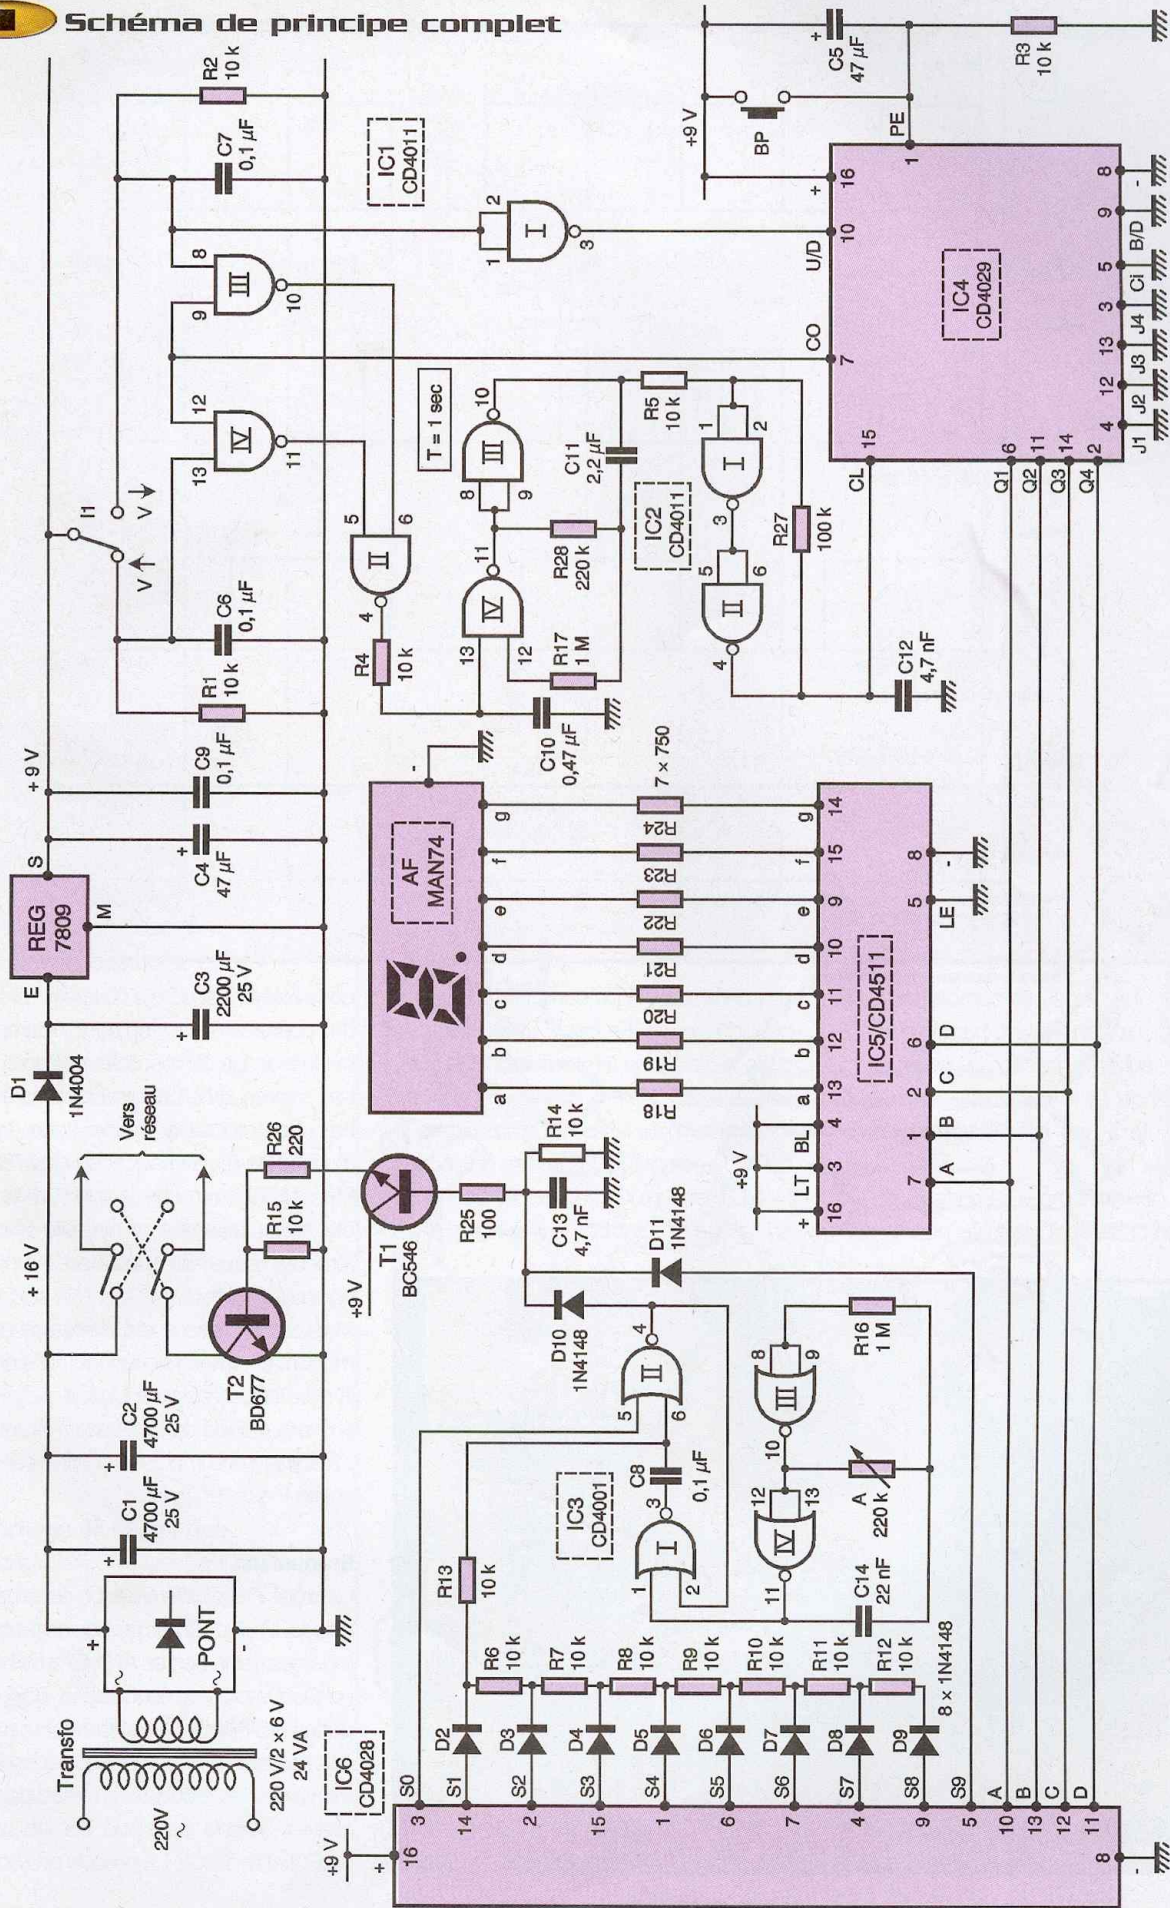 Schéma de principe complet
Transfo
220V
~
220 V/2 × 6 V
24 VA
PONT
~
~
+
-
+
C1
4700 µF
25 V
+
C2
4700 µF
25 V
+ 16 V
Vers
réseau
D1
1N4004
+
C3
2200 µF
25 V
E
REG
7809
S
M
+ 9 V
+
C4
47 µF
C9
0,1 µF
R1
10 k
C6
0,1 µF
I1
V
V
C7
0,1 µF
R2
10 k
T2
BD677
R15
10 k
R26
220
+9 V
T1
BC546
R25
100
C13
4,7 nF
R14
10 k
D10
1N4148
D11
1N4148
AF
MAN74
-
a
b
c
d
e
f
g
R18
R19
R20
R21
R22
R23
R24
7 × 750
a
b
c
d
e
f
g
13
12
11
10
9
15
14
IC5/CD4511
+9 V
+
LT
BL
16
3
4
7
1
2
6
5
8
A
B
C
D
LE
-
13
12
IV
11
9
8
III
10
IC1
CD4011
5
6
II
4
R4
10 k
1
2
I
3
C10
0,47 µF
13
12
IV
11
8
9
III
10
T = 1 sec
R17
1 M
R28
220 k
C11
2,2 µF
IC2
CD4011
R5
10 k
1
2
I
3
5
6
II
4
R27
100 k
C12
4,7 nF
+9 V
BP
+
C5
47 µF
R3
10 k
IC4
CD4029
CO
7
U/D
10
+
16
PE
1
CL
15
Q1
6
Q2
11
Q3
14
Q4
2
4
12
13
3
5
9
8
J1
J2
J3
J4
Ci
B/D
-
IC6
CD4028
+9 V
+
16
S0
3
S1
14
S2
2
S3
15
S4
1
S5
6
S6
7
S7
4
S8
9
S9
5
A
10
B
13
C
12
D
11
8
-
D2
D3
D4
D5
D6
D7
D8
D9
8 × 1N4148
R6
10 k
R7
10 k
R8
10 k
R9
10 k
R10
10 k
R11
10 k
R12
10 k
R13
10 k
IC3
CD4001
1
2
I
3
C8
0,1 µF
5
6
II
4
8
9
III
10
12
13
IV
11
C14
22 nF
A
220 k
R16
1 M